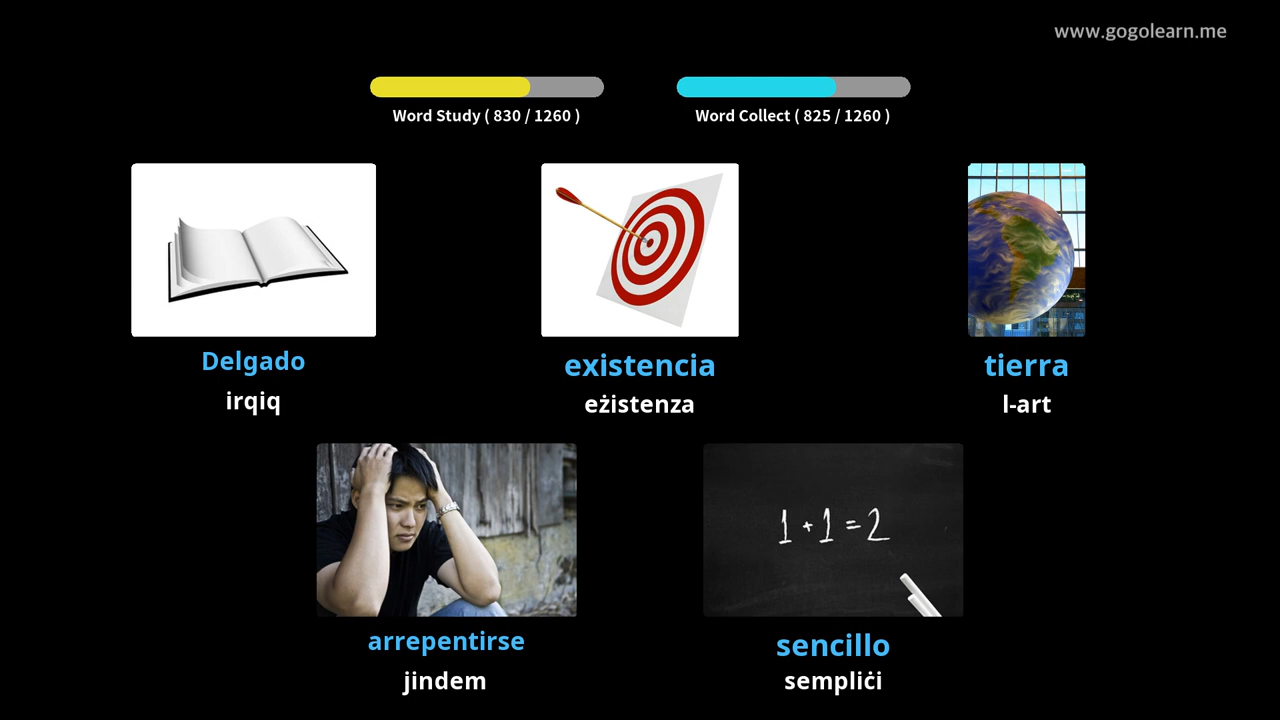 www.gogolearn.me
Word Study ( 830 / 1260 )
Word Collect ( 825 / 1260 )
Delgado
irqiq
existencia
eżistenza
tierra
l-art
arrepentirse
jindem
1 + 1 = 2
sencillo
sempliċi